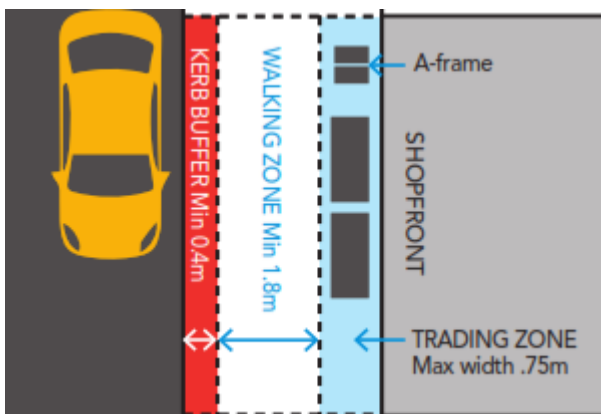 KERB BUFFER Min 0.4m
WALKING ZONE Min 1.8m
A-frame
SHOPFRONT
TRADING ZONE
Max width .75m